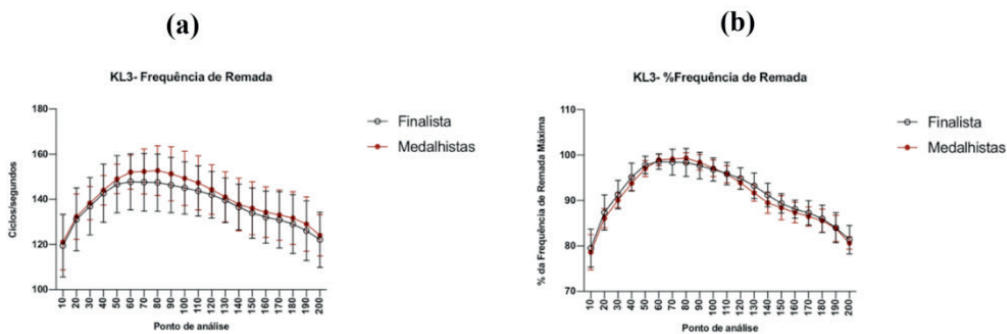 (a)
KL3- Frequência de Remada
Ciclos/segundos
180
160
140
120
100
10 20 30 40 50 60 70 80 90 100 110 120 130 140 150 160 170 180 190 200
Ponto de análise
Finalista
Medalhistas
(b)
KL3- %Frequência de Remada
% da Frequência de Remada Máxima
110
100
90
80
70
10 20 30 40 50 60 70 80 90 100 110 120 130 140 150 160 170 180 190 200
Ponto de análise
Finalista
Medalhistas